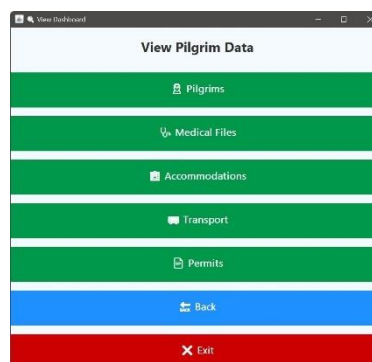 View Dashboard
View Pilgrim Data
Pilgrims
Medical Files
Accommodations
Transport
Permits
Back
Exit